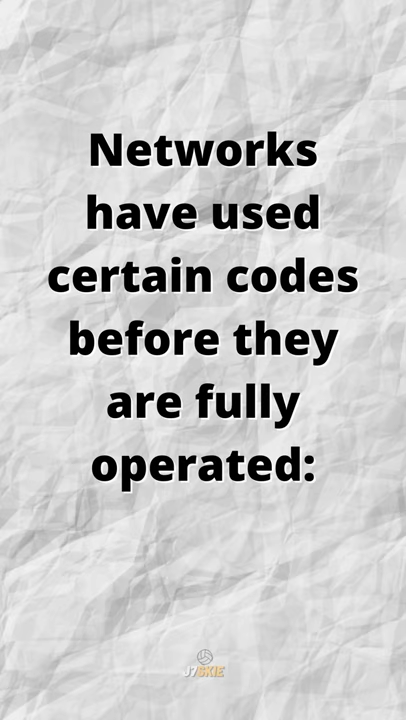 Networks
have used
certain codes
before they
are fully
operated:
J7SKIE